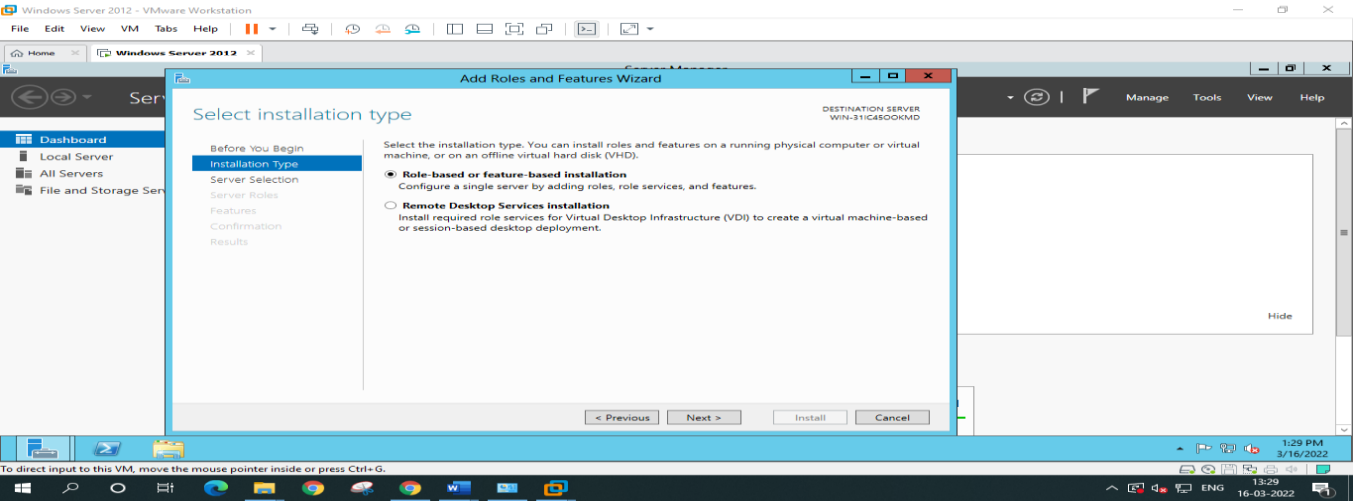 Windows Server 2012 - VMware Workstation
File Edit View VM Tabs Help
Home
Windows Server 2012
Add Roles and Features Wizard
Manage Tools View Help
Select installation type
DESTINATION SERVER
WIN-31IC45OOKMD
Dashboard
Local Server
All Servers
File and Storage Ser
Before You Begin
Installation Type
Server Selection
Server Roles
Features
Confirmation
Results
Select the installation type. You can install roles and features on a running physical computer or virtual
machine, or on an offline virtual hard disk (VHD).
Role-based or feature-based installation
Configure a single server by adding roles, role services, and features.
Remote Desktop Services installation
Install required role services for Virtual Desktop Infrastructure (VDI) to create a virtual machine-based
or session-based desktop deployment.
Hide
< Previous Next > Install Cancel
1:29 PM
3/16/2022
To direct input to this VM, move the mouse pointer inside or press Ctrl+G.
ENG
13:29
16-03-2022